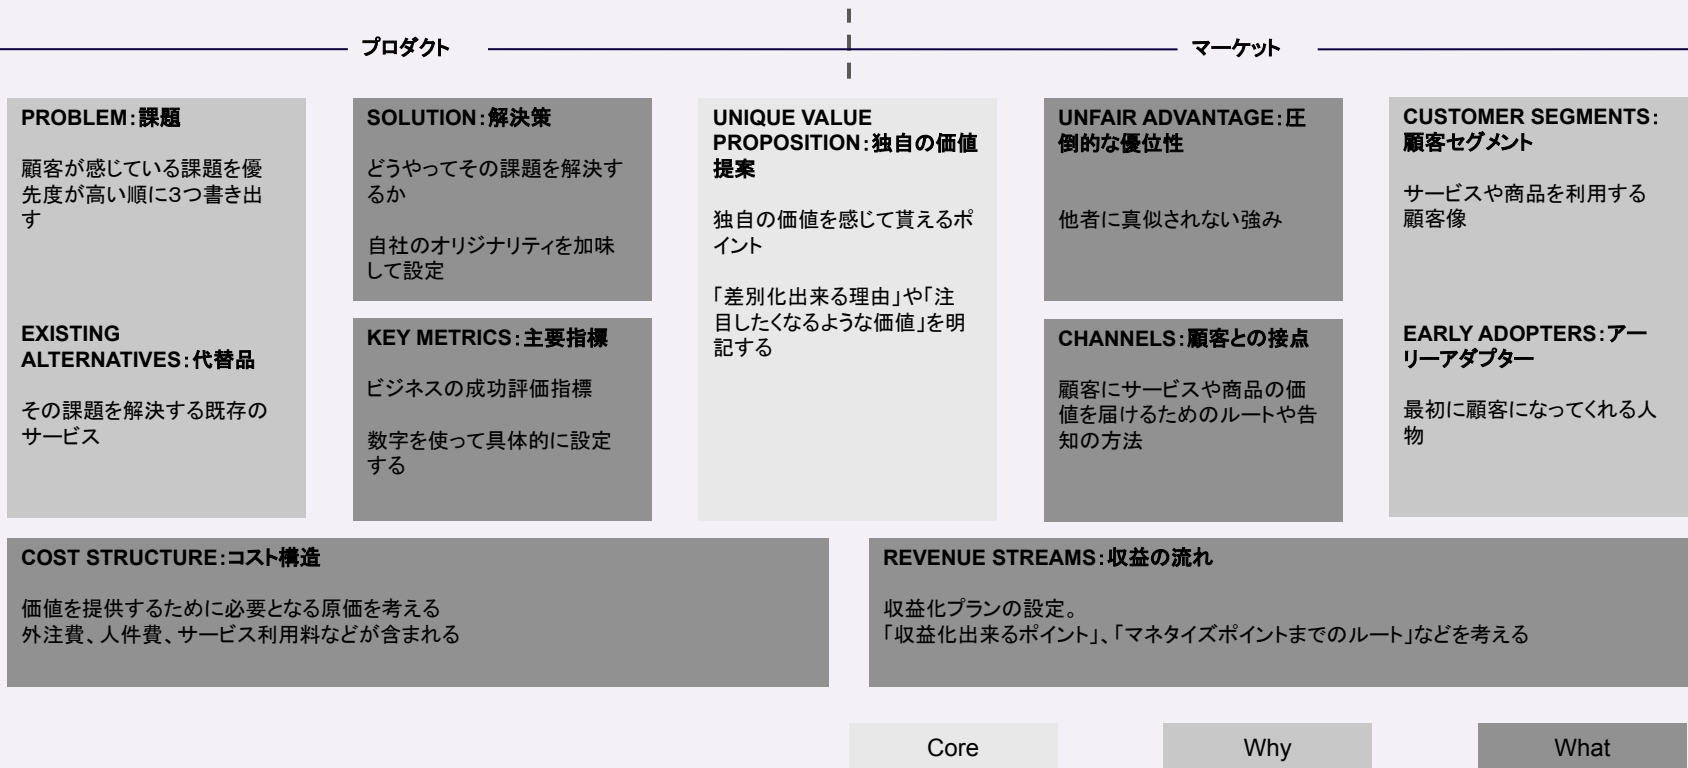 プロダクト
マーケット
PROBLEM：課題
顧客が感じている課題を優
先度が高い順に3つ書き出
す
EXISTING
ALTERNATIVES：代替品
その課題を解決する既存の
サービス
SOLUTION：解決策
どうやってその課題を解決す
るか
自社のオリジナリティを加味
して設定
KEY METRICS：主要指標
ビジネスの成功評価指標
数字を使って具体的に設定
する
UNIQUE VALUE
PROPOSITION：独自の価値
提案
独自の価値を感じて貰えるポ
イント
「差別化出来る理由」や「注
目したくなるような価値」を明
記する
UNFAIR ADVANTAGE：圧
倒的な優位性
他者に真似されない強み
CHANNELS：顧客との接点
顧客にサービスや商品の価
値を届けるためのルートや告
知の方法
CUSTOMER SEGMENTS：
顧客セグメント
サービスや商品を利用する
顧客像
EARLY ADOPTERS：アー
リーアダプター
最初に顧客になってくれる人
物
COST STRUCTURE：コスト構造
価値を提供するために必要となる原価を考える
外注費、人件費、サービス利用料などが含まれる
REVENUE STREAMS：収益の流れ
収益化プランの設定。
「収益化出来るポイント」、「マネタイズポイントまでのルート」などを考える
Core
Why
What